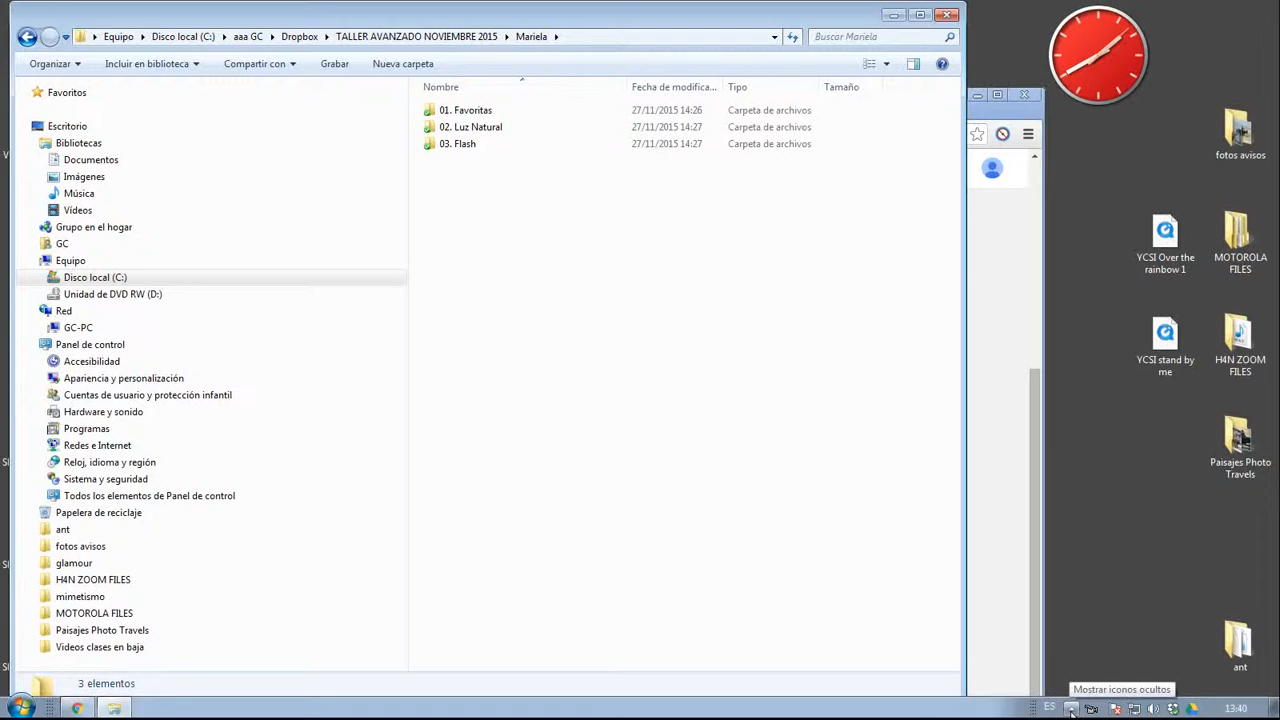 Equipo ▸ Disco local (C:) ▸ aaa GC ▸ Dropbox ▸ TALLER AVANZADO NOVIEMBRE 2015 ▸ Mariela ▸
Buscar Mariela
Organizar
Incluir en biblioteca
Compartir con
Grabar
Nueva carpeta
Favoritos
Escritorio
Bibliotecas
Documentos
Imágenes
Música
Vídeos
Grupo en el hogar
GC
Equipo
Disco local (C:)
Unidad de DVD RW (D:)
Red
GC-PC
Panel de control
Accesibilidad
Apariencia y personalización
Cuentas de usuario y protección infantil
Hardware y sonido
Programas
Redes e Internet
Reloj, idioma y región
Sistema y seguridad
Todos los elementos de Panel de control
Papelera de reciclaje
ant
fotos avisos
glamour
H4N ZOOM FILES
mimetismo
MOTOROLA FILES
Paisajes Photo Travels
Videos clases en baja
Nombre Fecha de modifica... Tipo Tamaño
01. Favoritas 27/11/2015 14:26 Carpeta de archivos
02. Luz Natural 27/11/2015 14:27 Carpeta de archivos
03. Flash 27/11/2015 14:27 Carpeta de archivos
3 elementos
fotos avisos
YCSI Over the
rainbow 1
MOTOROLA
FILES
YCSI stand by
me
H4N ZOOM
FILES
Paisajes Photo
Travels
ant
Mostrar iconos ocultos
ES
13:40